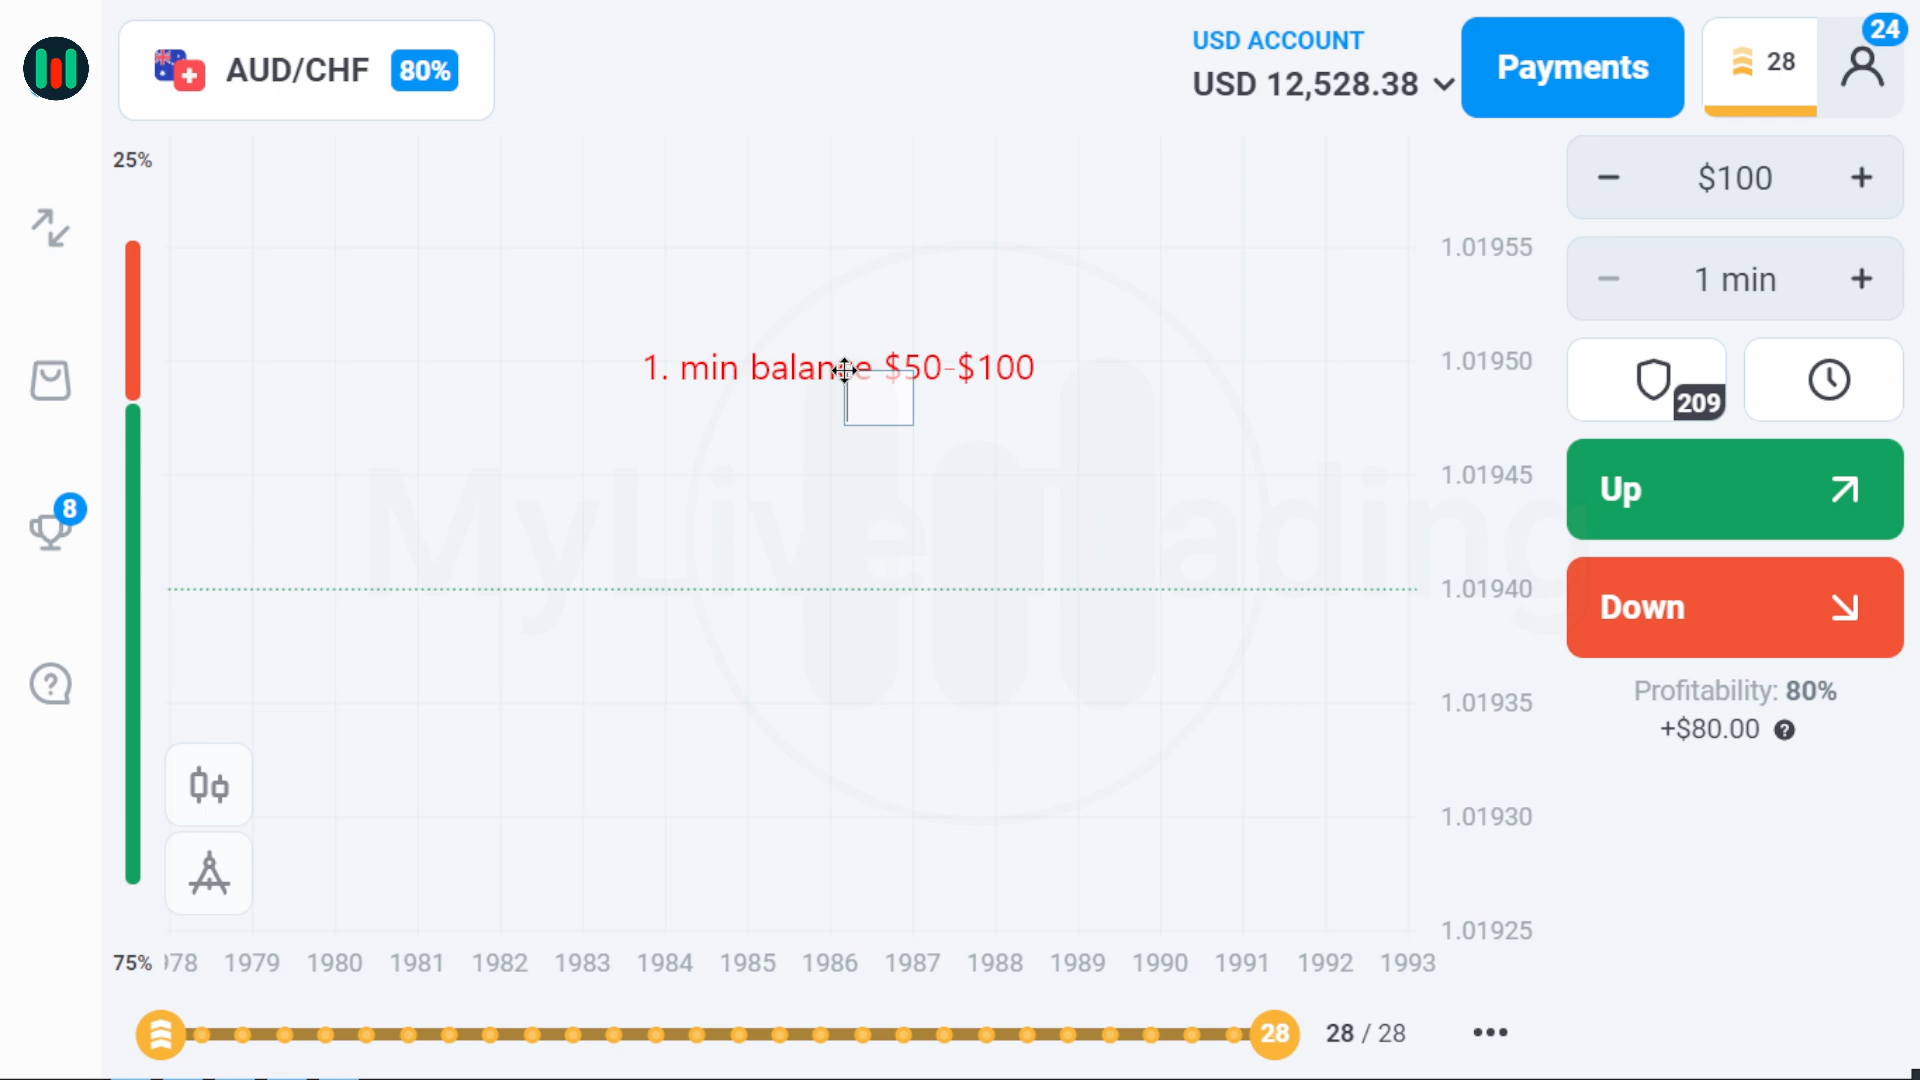 AUD/CHF 80%
USD ACCOUNT
USD 12,528.38
Payments
28
24
25%
$100
1 min
209
Up
Down
Profitability: 80%
+$80.00
1. min balance $50-$100
MyLiveTrading
1.01955
1.01950
1.01945
1.01940
1.01935
1.01930
1.01925
8
75%
978 1979 1980 1981 1982 1983 1984 1985 1986 1987 1988 1989 1990 1991 1992 1993
28
28 / 28